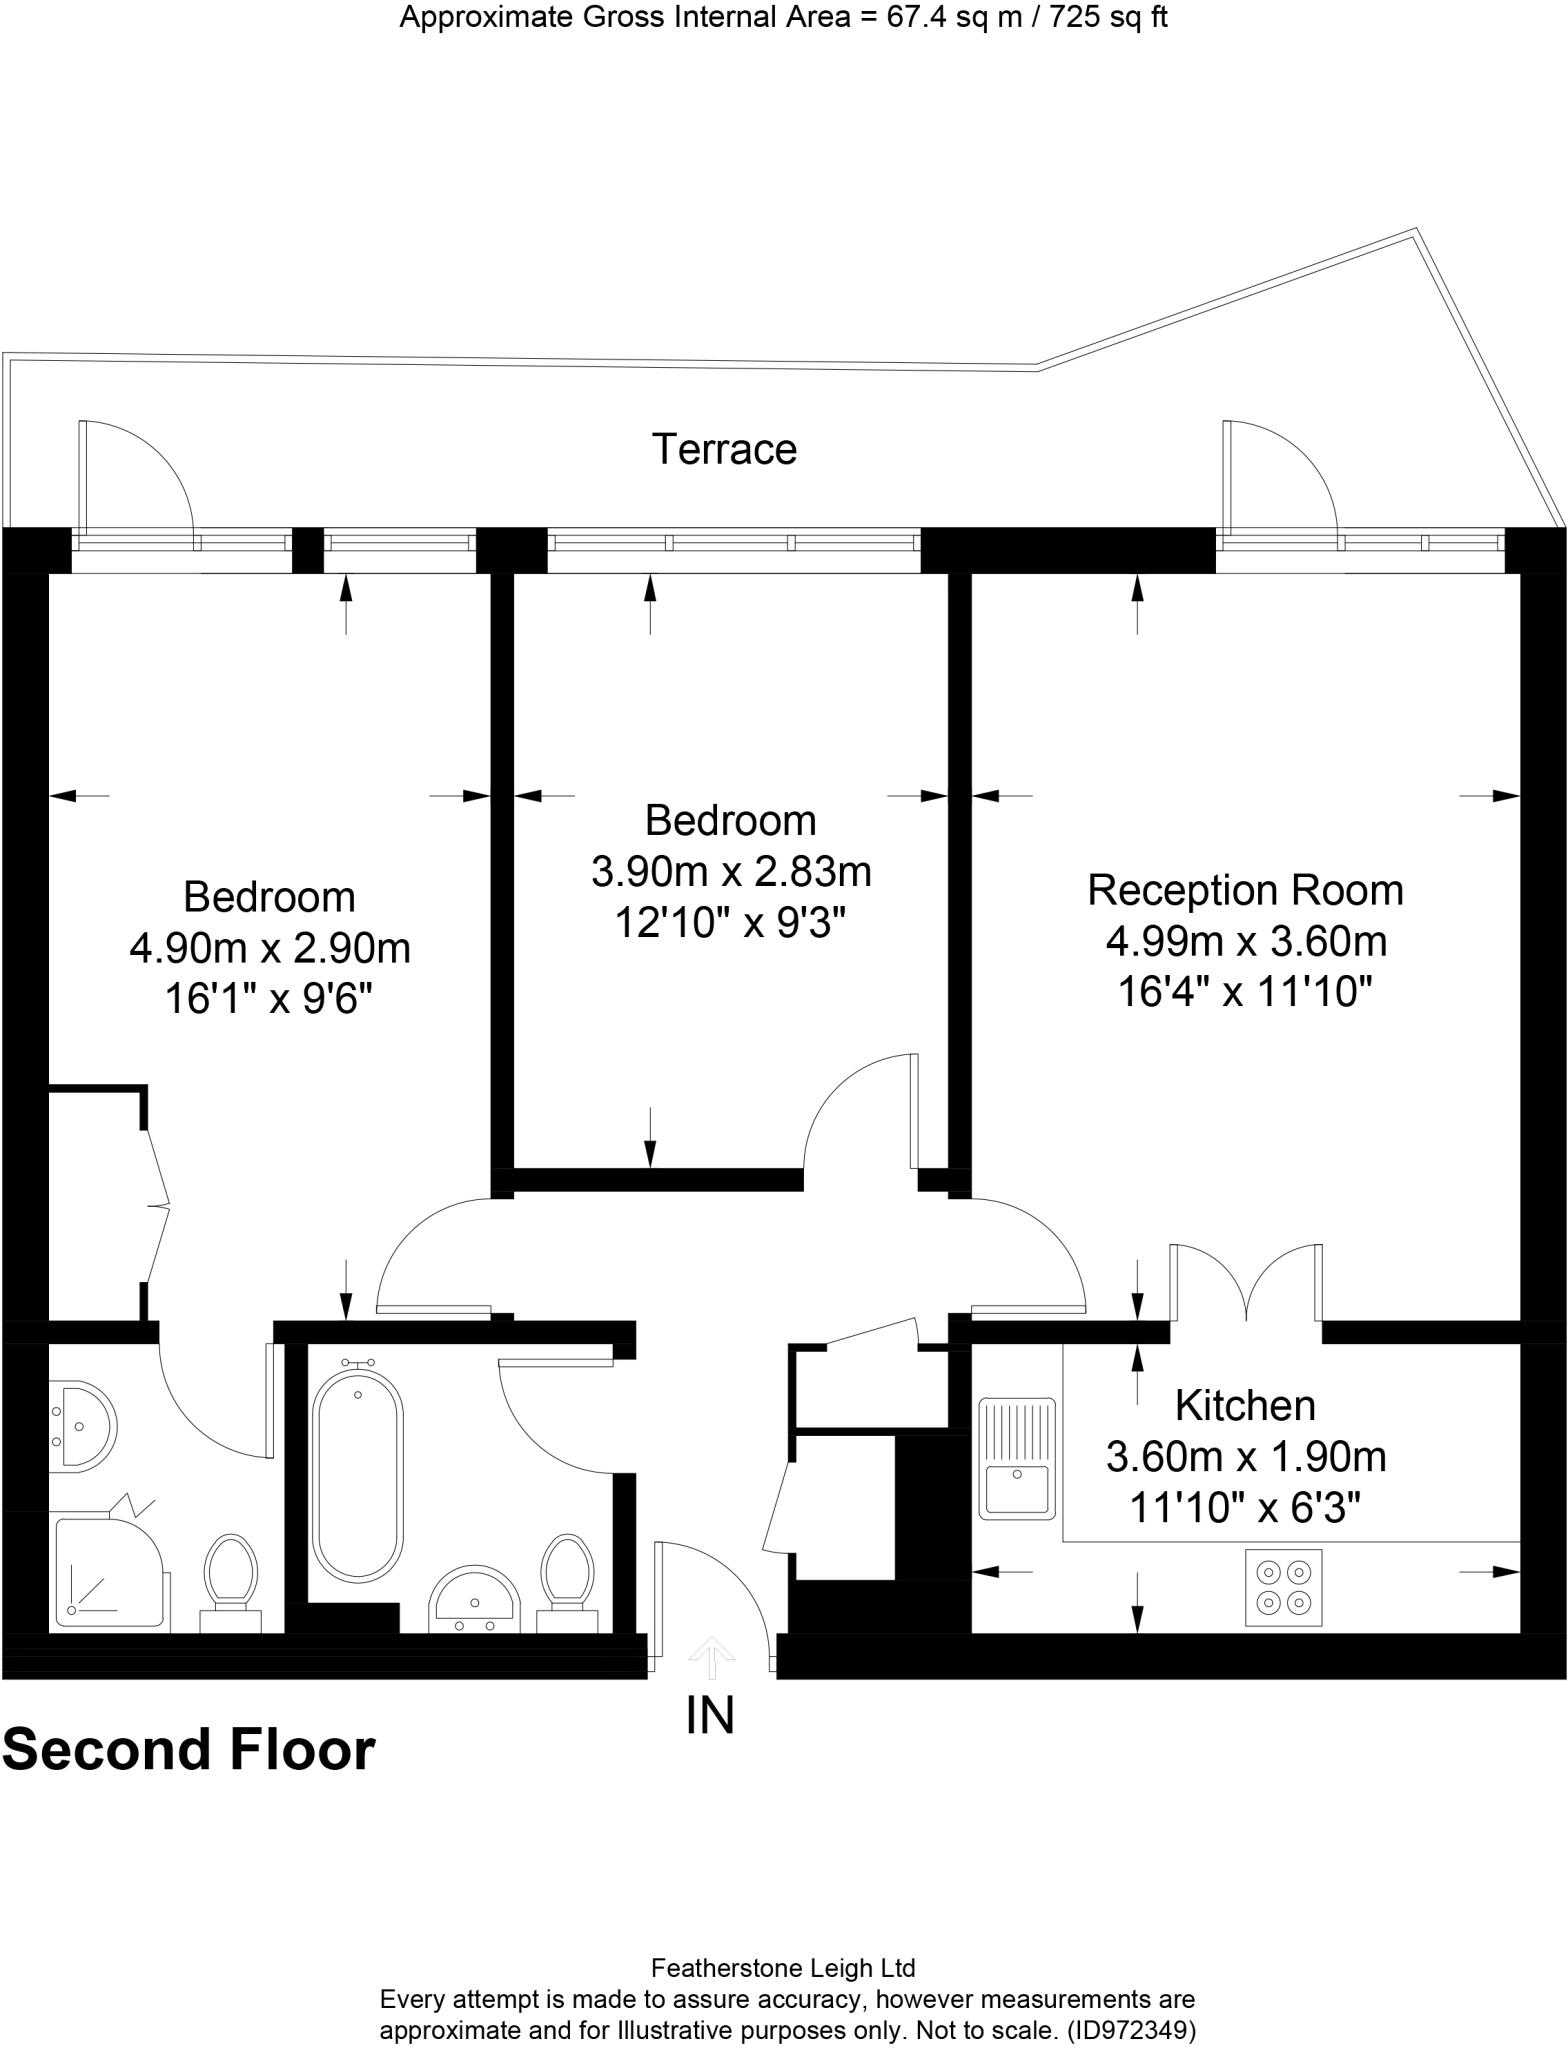 Approximate Gross Internal Area = 67.4 sq m / 725 sq ft
Terrace
Bedroom
4.90m x 2.90m
16'1" x 9'6"
Bedroom
3.90m x 2.83m
12'10" x 9'3"
Reception Room
4.99m x 3.60m
16'4" x 11'10"
Kitchen
3.60m x 1.90m
11'10" x 6'3"
IN
Second Floor
Featherstone Leigh Ltd
Every attempt is made to assure accuracy, however measurements are
approximate and for Illustrative purposes only. Not to scale. (ID972349)